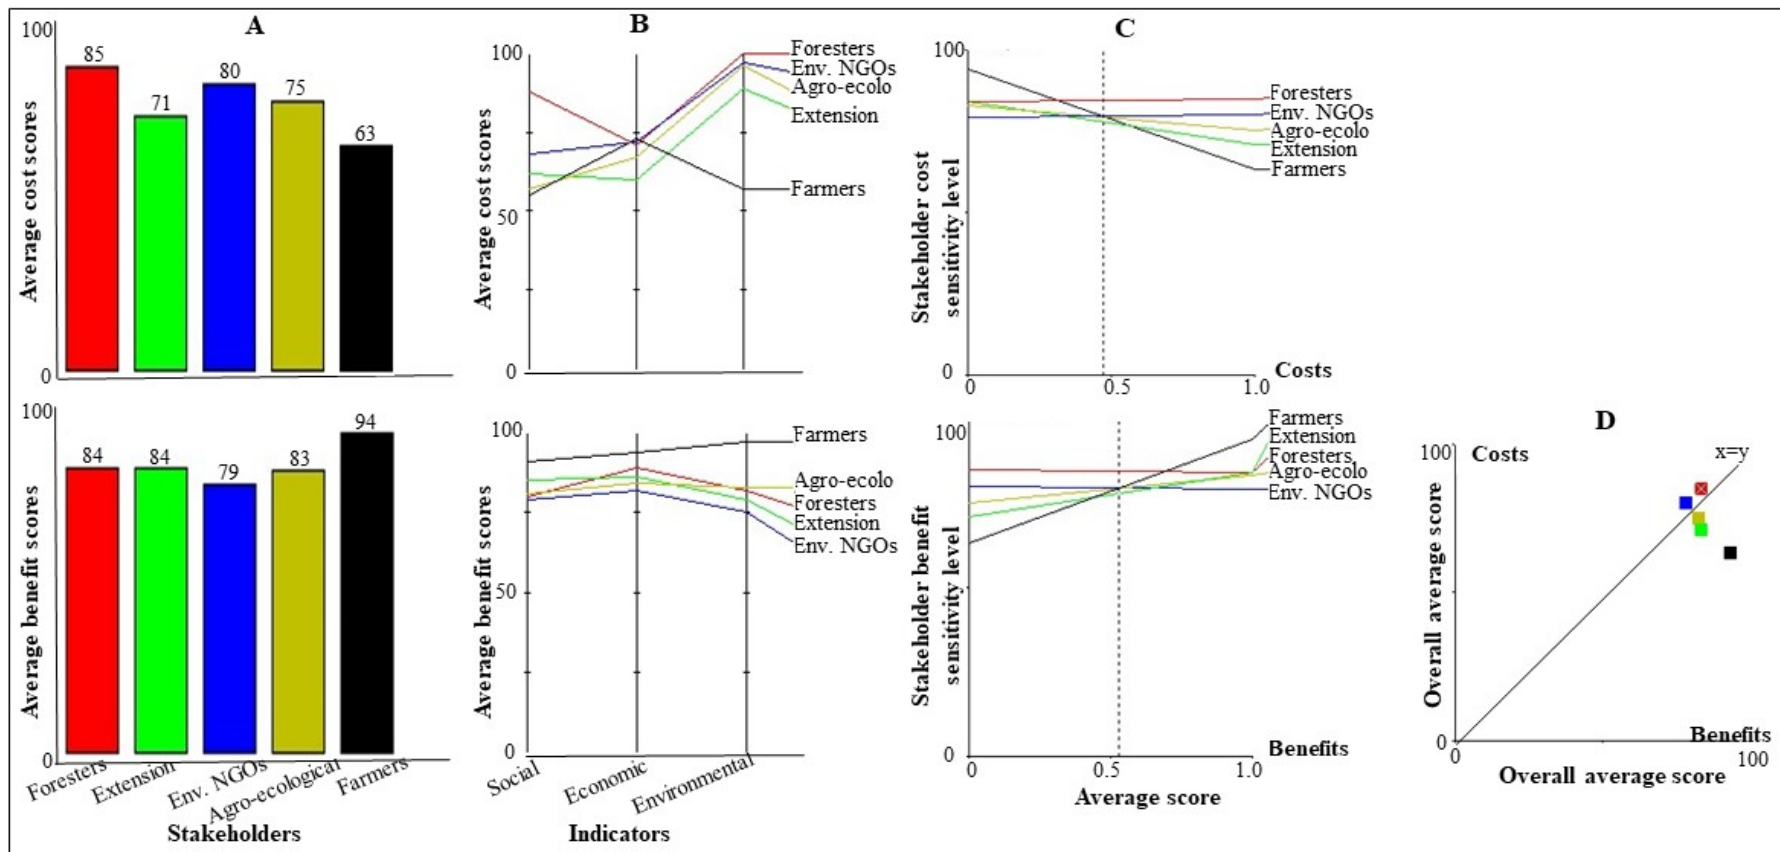 A
100
Average cost scores
85
71
80
75
63
0
B
100
Average cost scores
50
0
Foresters
Env. NGOs
Agro-ecolo
Extension
Farmers
C
100
Stakeholder cost
sensitivity level
0
Foresters
Env. NGOs
Agro-ecolo
Extension
Farmers
Costs
0
0.5
1.0
100
Average benefit scores
84
84
79
83
94
0
Foresters
Extension
Env. NGOs
Agro-ecological
Farmers
Stakeholders
100
Average benefit scores
50
0
Farmers
Agro-ecolo
Foresters
Extension
Env. NGOs
Social
Economic
Environmental
Indicators
100
Stakeholder benefit
sensitivity level
0
Farmers
Extension
Foresters
Agro-ecolo
Env. NGOs
Benefits
0
0.5
1.0
Average score
D
100
Costs
x=y
Overall average score
0
Benefits
0
100
Overall average score